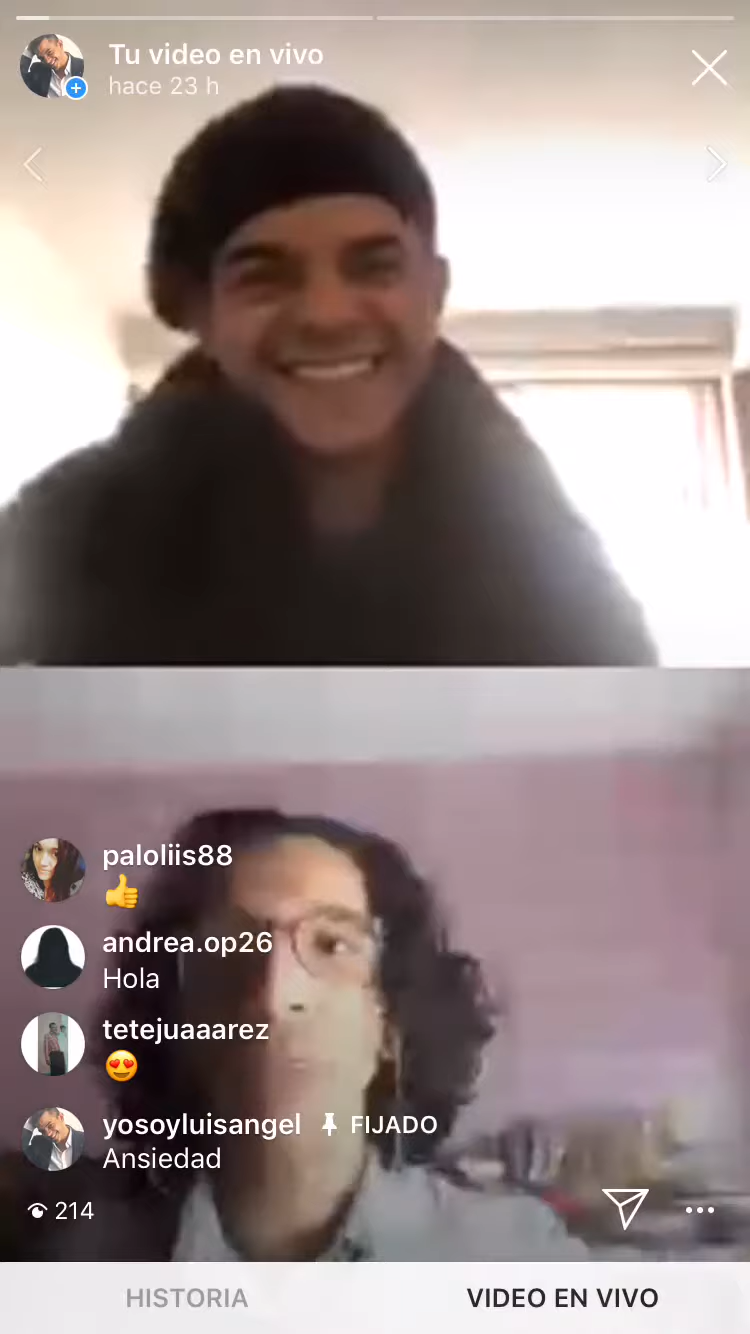 Tu video en vivo
hace 23 h
paloliis88
👍
andrea.op26
Hola
tetejuaaarez
😍
yosoyluisangel FIJADO
Ansiedad
214
HISTORIA
VIDEO EN VIVO